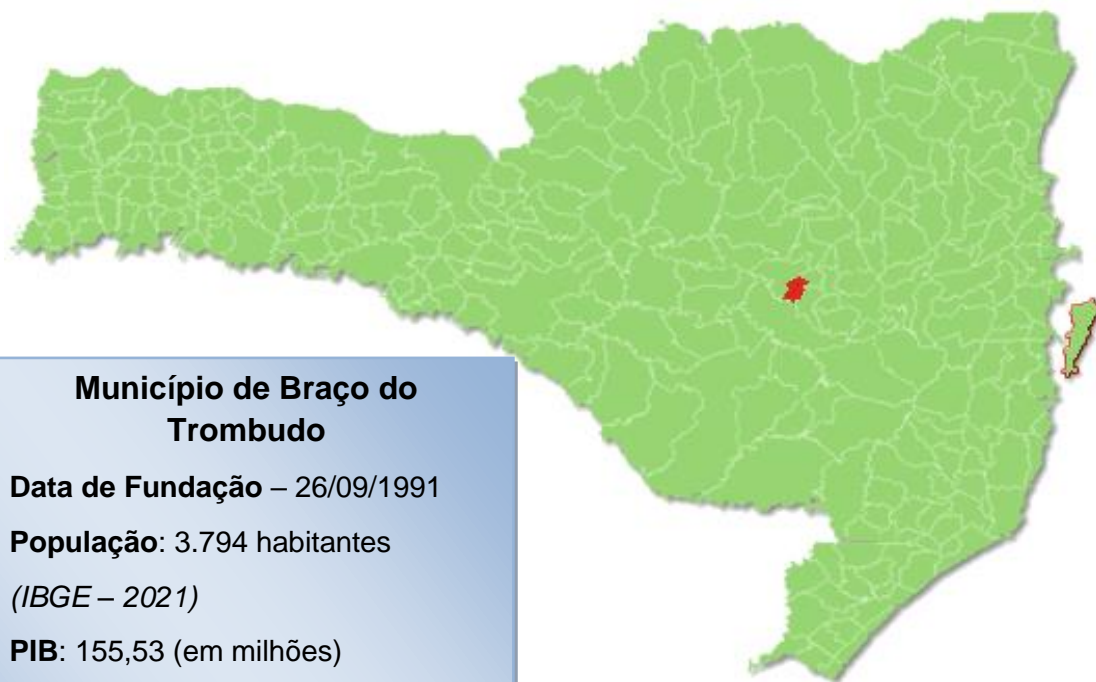 Município de Braço do
Trombudo
Data de Fundação – 26/09/1991
População: 3.794 habitantes
(IBGE – 2021)
PIB: 155,53 (em milhões)